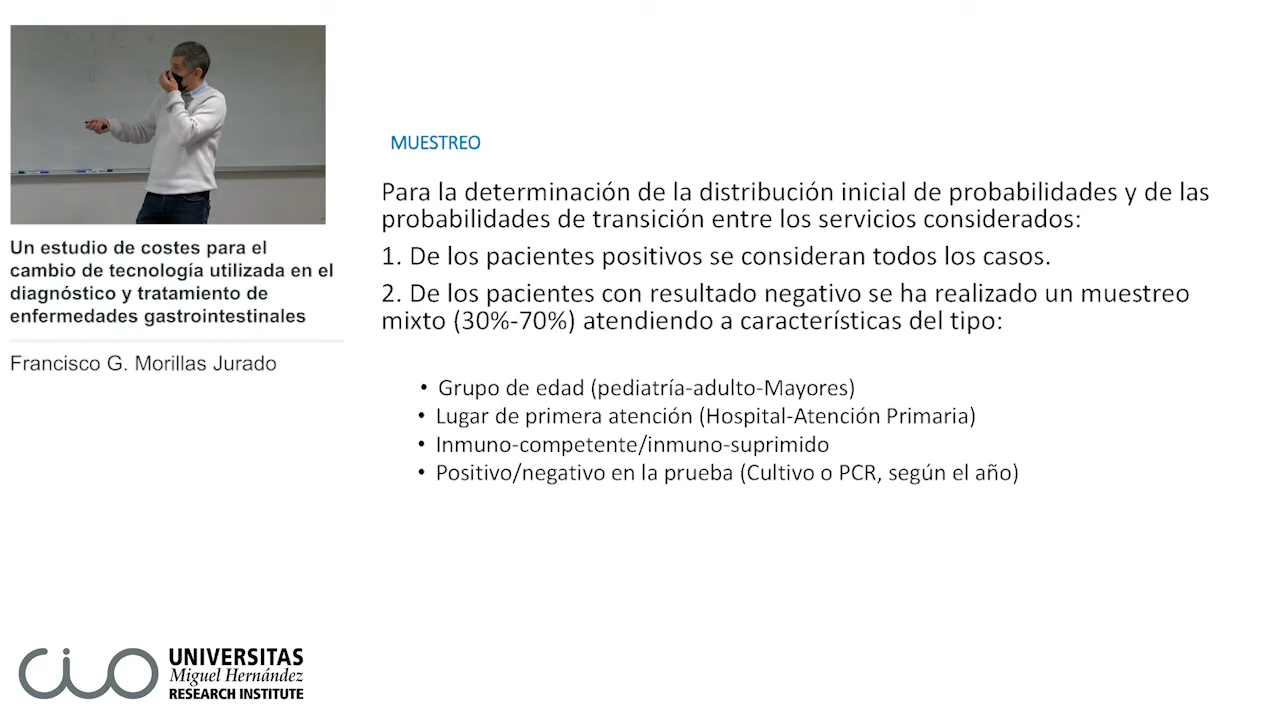 Un estudio de costes para el
cambio de tecnología utilizada en el
diagnóstico y tratamiento de
enfermedades gastrointestinales
Francisco G. Morillas Jurado
MUESTREO
Para la determinación de la distribución inicial de probabilidades y de las
probabilidades de transición entre los servicios considerados:
1. De los pacientes positivos se consideran todos los casos.
2. De los pacientes con resultado negativo se ha realizado un muestreo
mixto (30%-70%) atendiendo a características del tipo:
• Grupo de edad (pediatría-adulto-Mayores)
• Lugar de primera atención (Hospital-Atención Primaria)
• Inmuno-competente/inmuno-suprimido
• Positivo/negativo en la prueba (Cultivo o PCR, según el año)
cio
UNIVERSITAS
Miguel Hernández
RESEARCH INSTITUTE